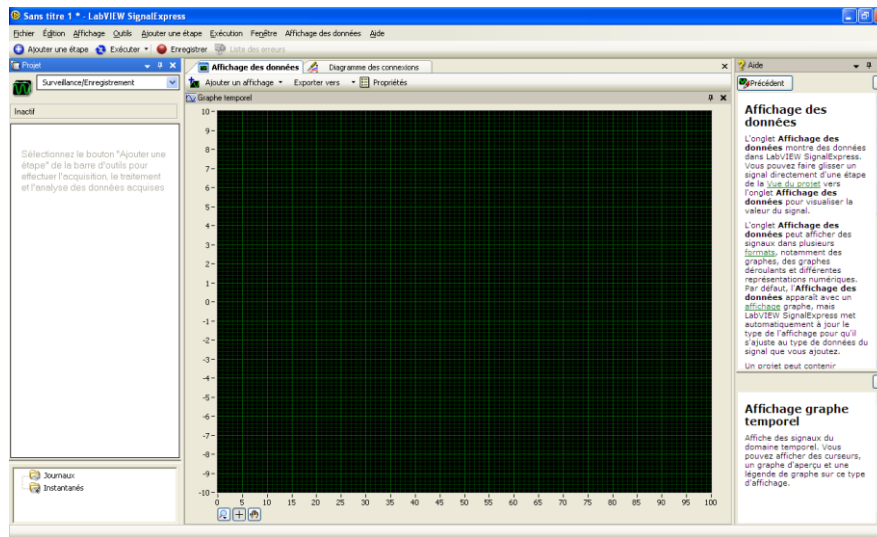 Sans titre 1 * - LabVIEW SignalExpress
Fichier Edition Affichage Outils Ajouter une étape Exécution Fenêtre Affichage des données Aide
Ajouter une étape Exécuter Enregistrer Liste des erreurs
Projet
Surveillance/Enregistrement
Inactif
Sélectionnez le bouton "Ajouter une
étape" de la barre d'outils pour
effectuer l'acquisition, le traitement
et l'analyse des données acquises
Journaux
Instantanés
Affichage des données Diagramme des connexions
Ajouter un affichage Exporter vers Propriétés
Graphe temporel
10
9
8
7
6
5
4
3
2
1
0
-1
-2
-3
-4
-5
-6
-7
-8
-9
-10
0 5 10 15 20 25 30 35 40 45 50 55 60 65 70 75 80 85 90 95 100
Aide
Précédent
Affichage des
données
L'onglet Affichage des
données montre des données
dans LabVIEW SignalExpress.
Vous pouvez faire glisser un
signal directement d'une étape
de la Vue du projet vers
l'onglet Affichage des
données pour visualiser la
valeur du signal.
L'onglet Affichage des
données peut afficher des
signaux dans plusieurs
formats, notamment des
graphes, des graphes
déroulants et différentes
représentations numériques.
Par défaut, l'Affichage des
données apparaît avec un
affichage graphe, mais
LabVIEW SignalExpress met
automatiquement à jour le
type de l'affichage pour qu'il
s'ajuste au type de données du
signal que vous ajoutez.
Un projet peut contenir
Affichage graphe
temporel
Affiche des signaux du
domaine temporel. Vous
pouvez afficher des curseurs,
un graphe d'aperçu et une
légende de graphe sur ce type
d'affichage.